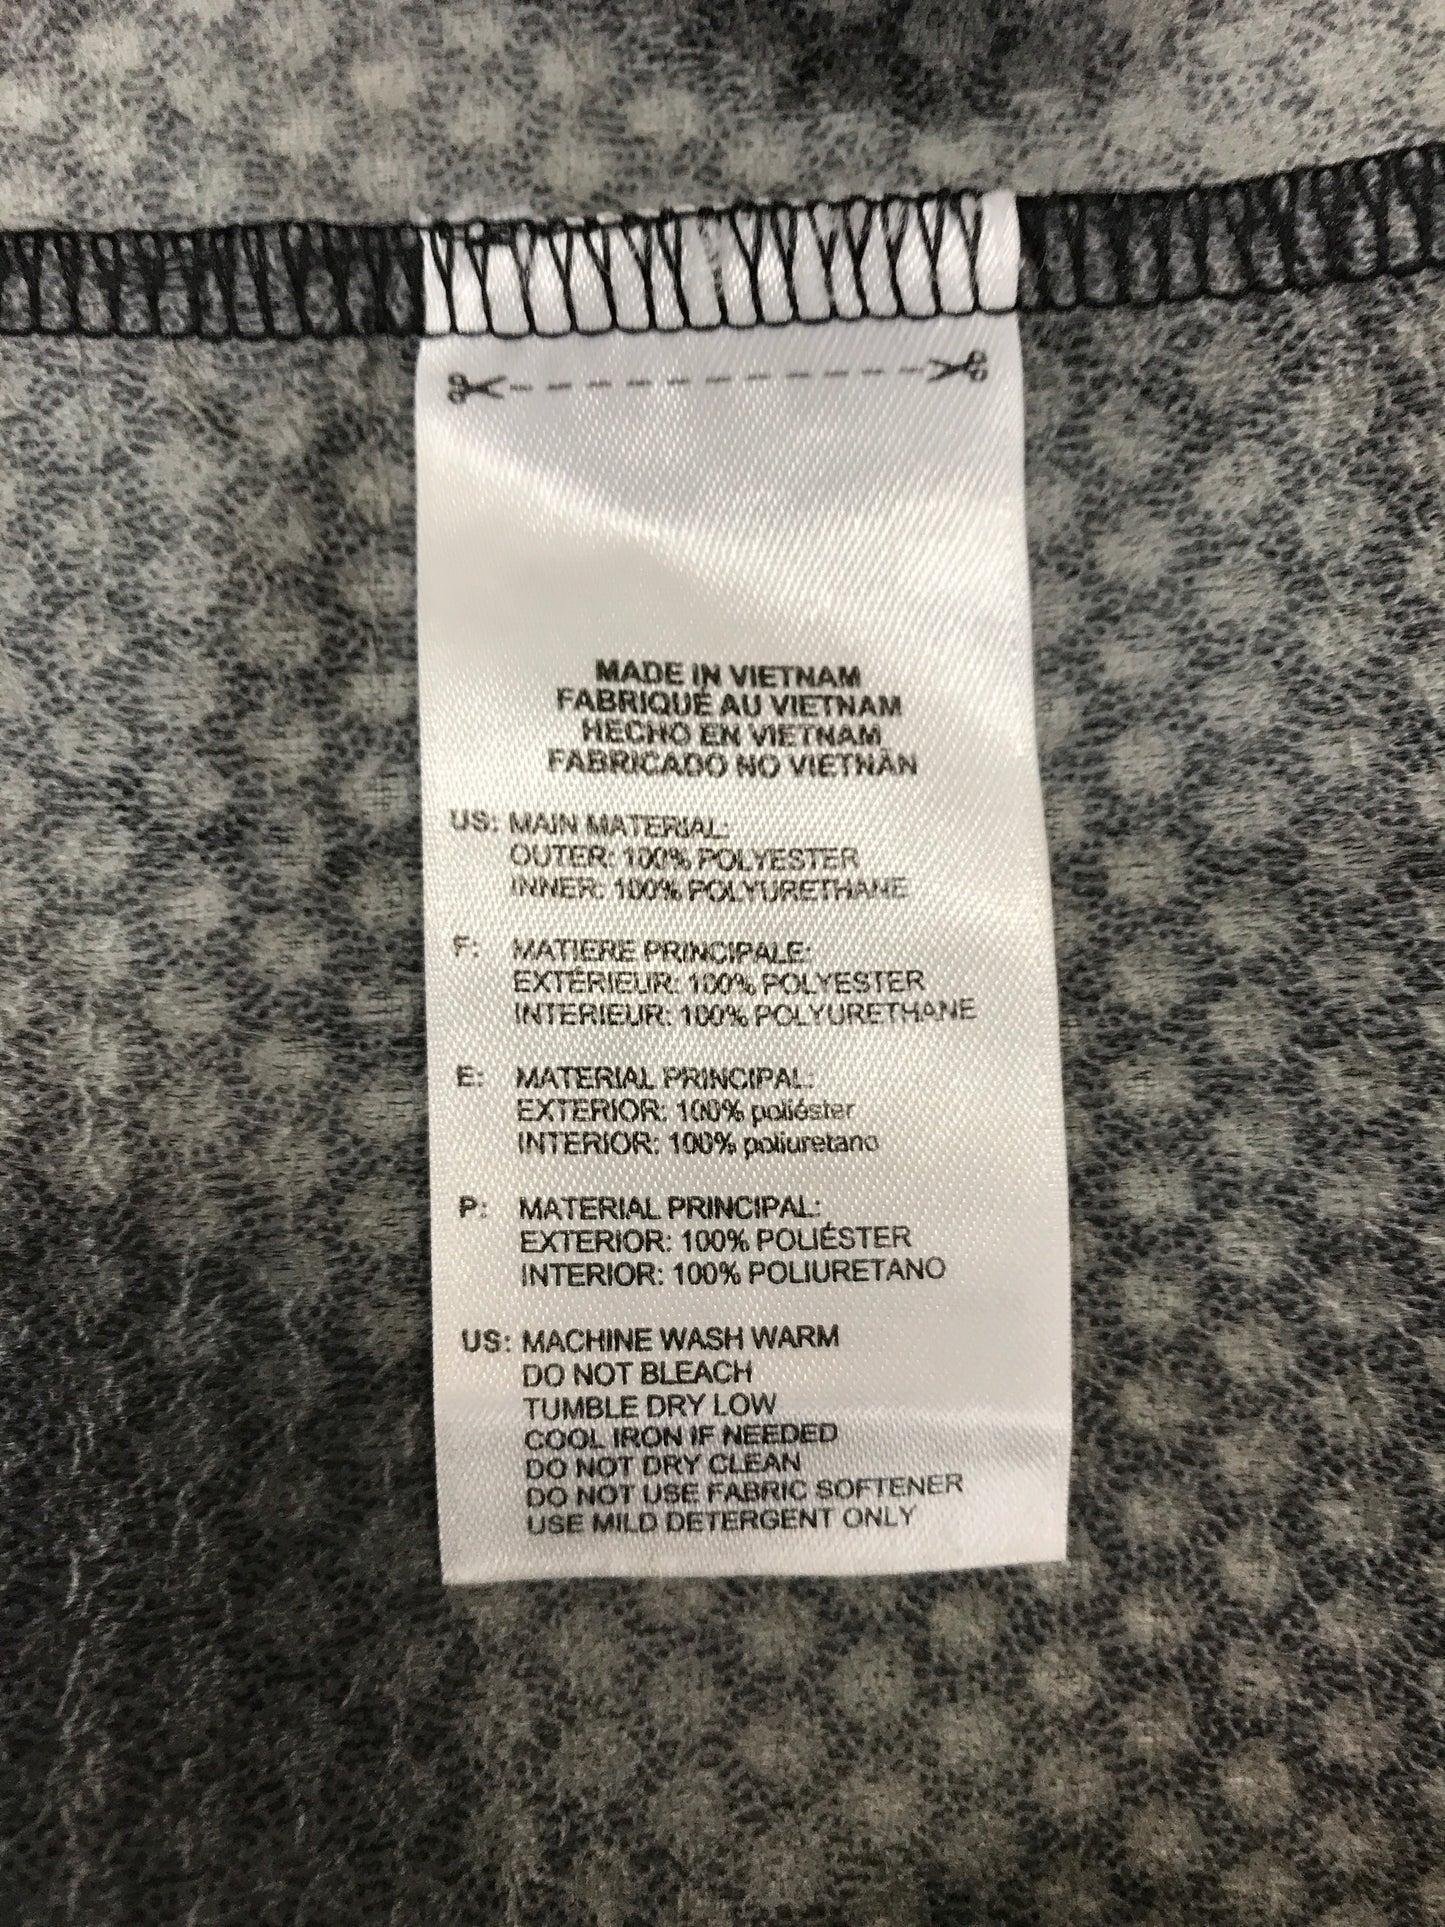 MADE IN VIETNAM
FABRIQUÉ AU VIETNAM
HECHO EN VIETNAM
FABRICADO NO VIETNÂN
US: MAIN MATERIAL:
OUTER: 100% POLYESTER
INNER: 100% POLYURETHANE
F: MATIERE PRINCIPALE:
EXTÉRIEUR: 100% POLYESTER
INTERIEUR: 100% POLYURETHANE
E: MATERIAL PRINCIPAL:
EXTERIOR: 100% poliéster
INTERIOR: 100% poliuretano
P: MATERIAL PRINCIPAL:
EXTERIOR: 100% POLIÉSTER
INTERIOR: 100% POLIURETANO
US: MACHINE WASH WARM
DO NOT BLEACH
TUMBLE DRY LOW
COOL IRON IF NEEDED
DO NOT DRY CLEAN
DO NOT USE FABRIC SOFTENER
USE MILD DETERGENT ONLY